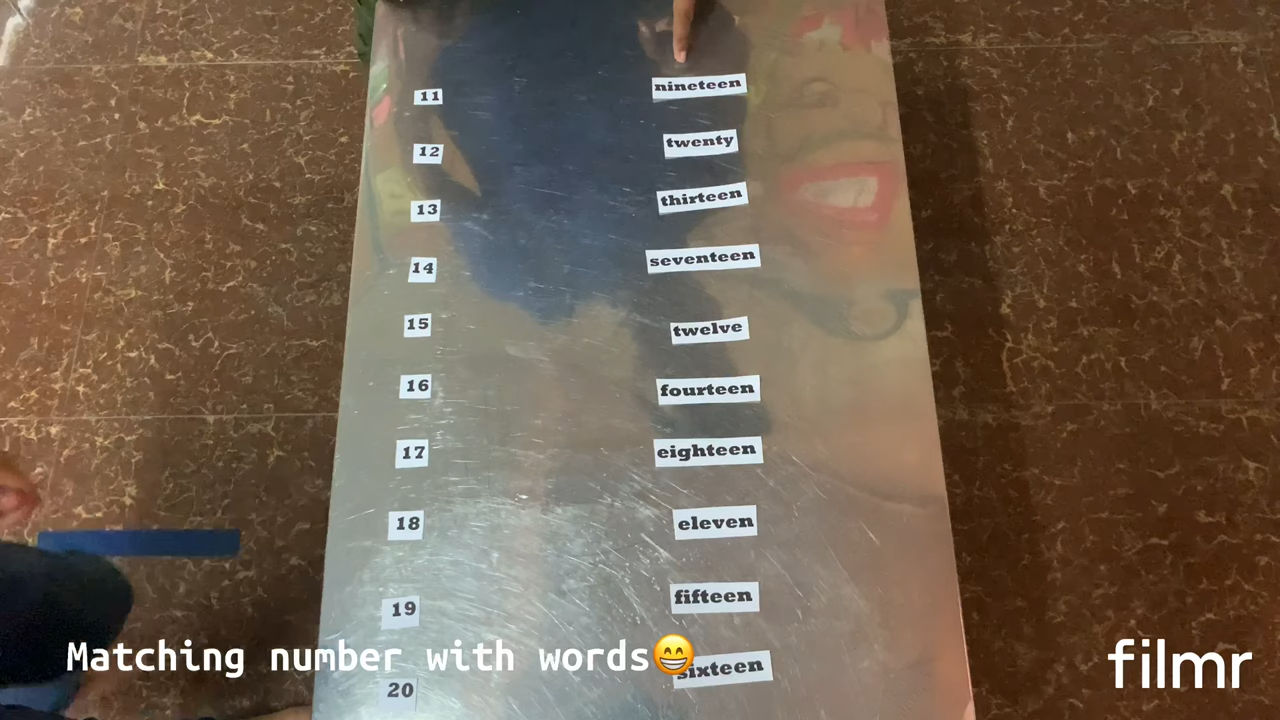 11 nineteen
12 twenty
13 thirteen
14 seventeen
15 twelve
16 fourteen
17 eighteen
18 eleven
19 fifteen
Matching number with words😁
20 sixteen
filmr